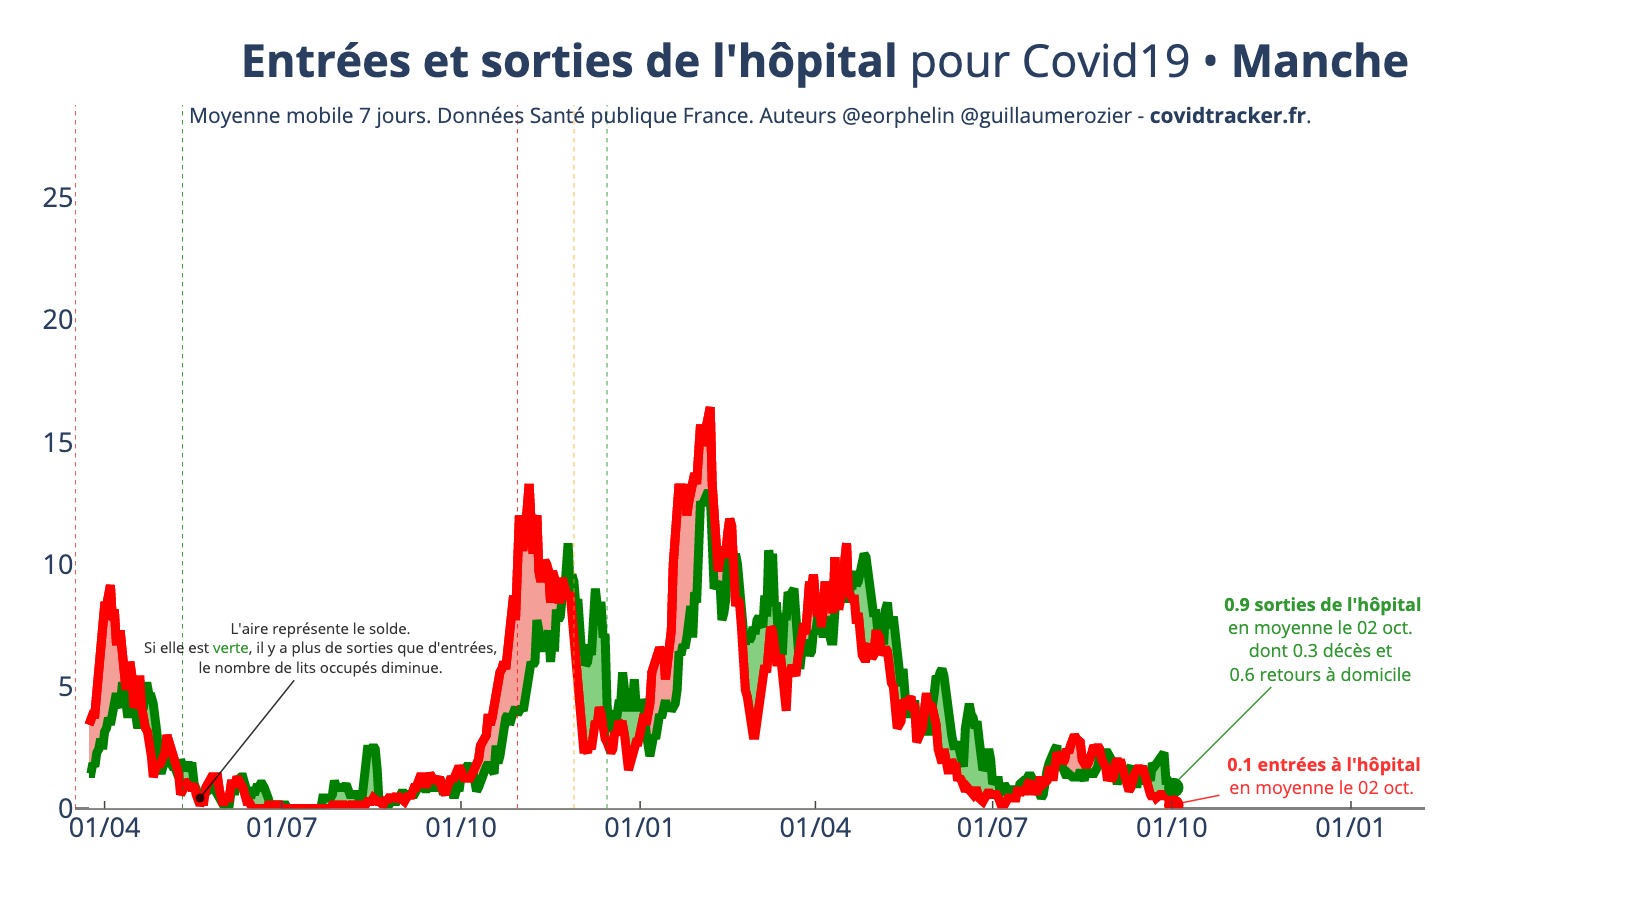 Entrées et sorties de l'hôpital pour Covid19 • Manche
Moyenne mobile 7 jours. Données Santé publique France. Auteurs @eorphelin @guillaumerozier - covidtracker.fr.
25
20
15
10
5
0
L'aire représente le solde.
Si elle est verte, il y a plus de sorties que d'entrées,
le nombre de lits occupés diminue.
0.9 sorties de l'hôpital
en moyenne le 02 oct.
dont 0.3 décès et
0.6 retours à domicile
0.1 entrées à l'hôpital
en moyenne le 02 oct.
01/04 01/07 01/10 01/01 01/04 01/07 01/10 01/01